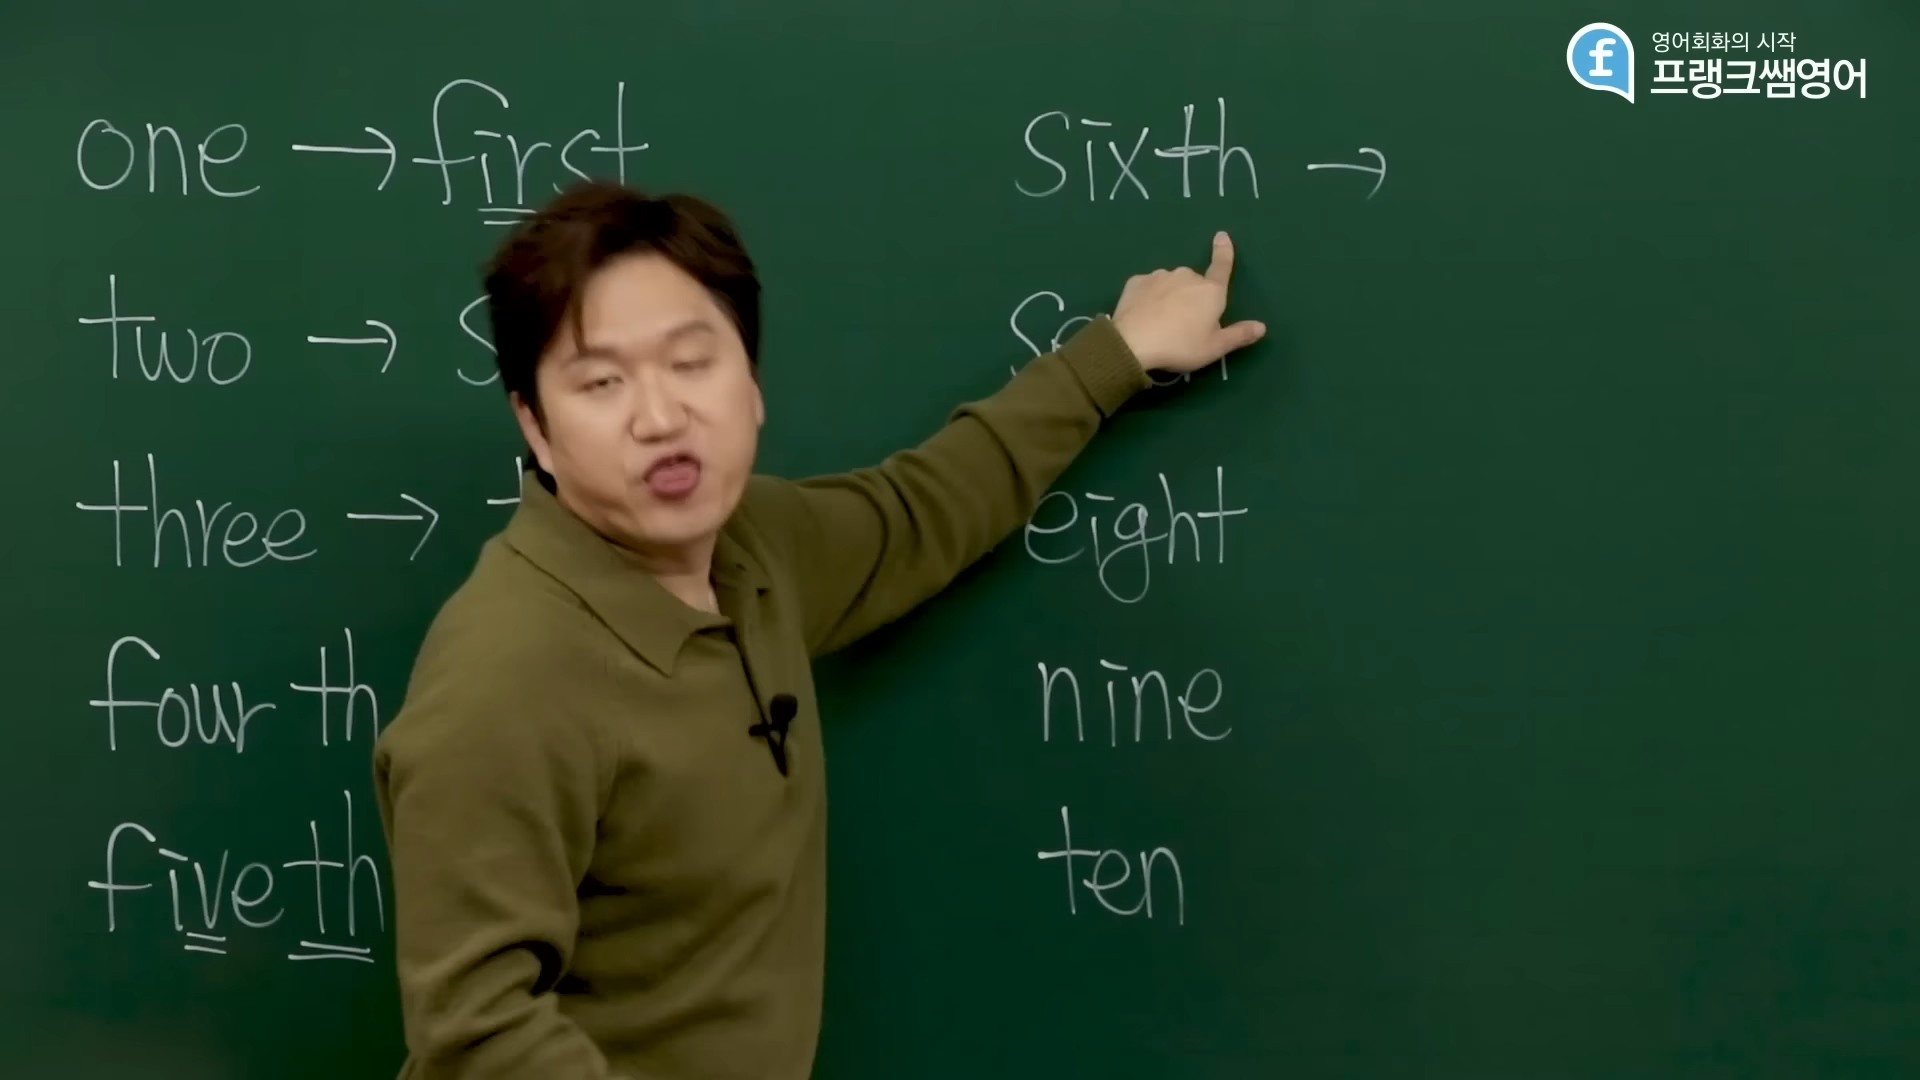 영어회화의 시작
프랭크쌤영어
one → first
two →
three →
four th
fiveth
sixth →
eight
nine
ten